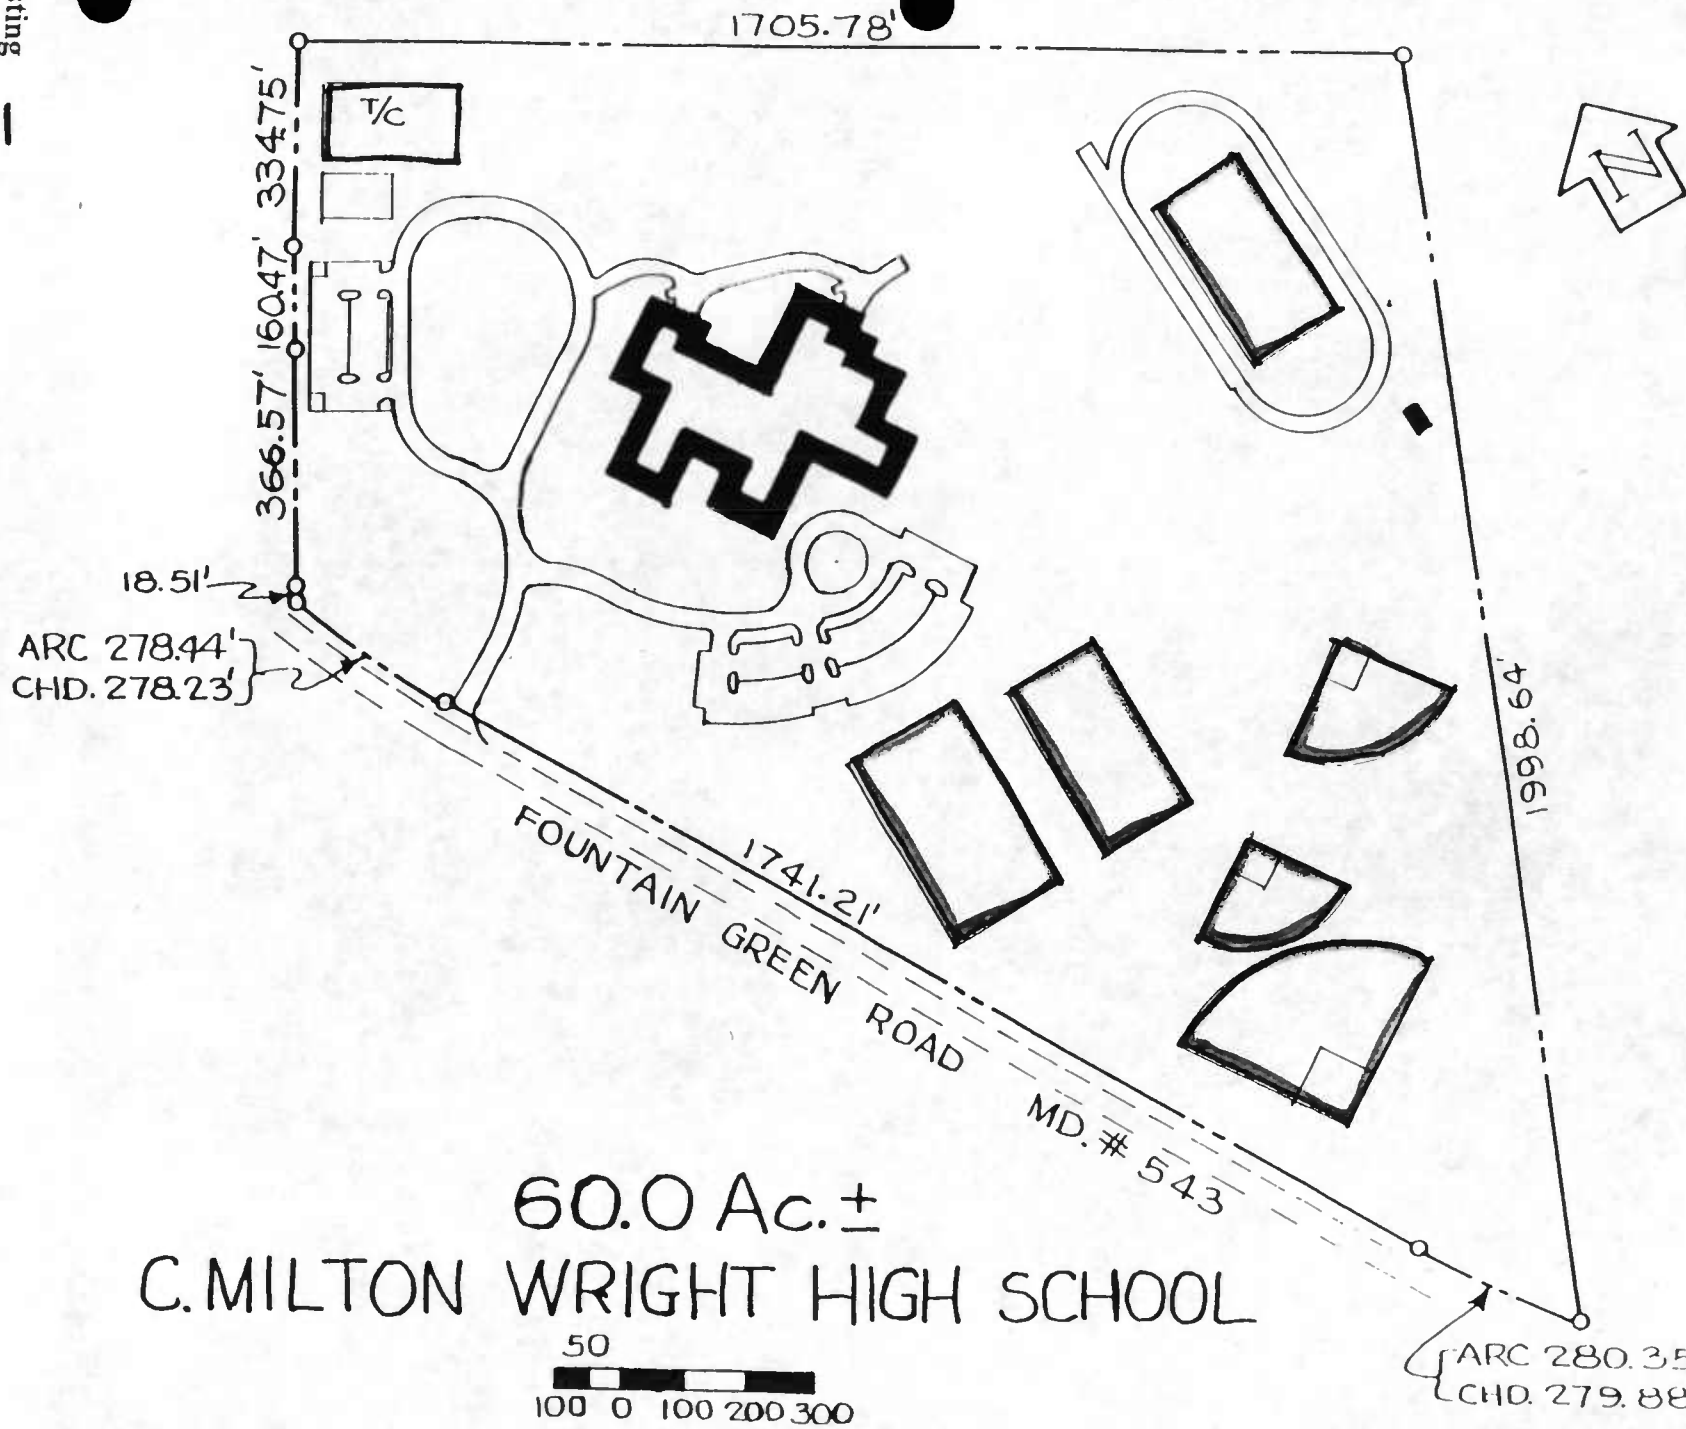 sting
1705.78'
334.75'
T/C
N
160.47'
366.57'
18.51'
ARC 278.44'
CHD. 278.23'
1998.64'
1741.21'
FOUNTAIN GREEN ROAD MD. # 543
60.0 Ac. ±
C. MILTON WRIGHT HIGH SCHOOL
50
100 0 100 200 300
ARC 280.35
CHD. 279.88